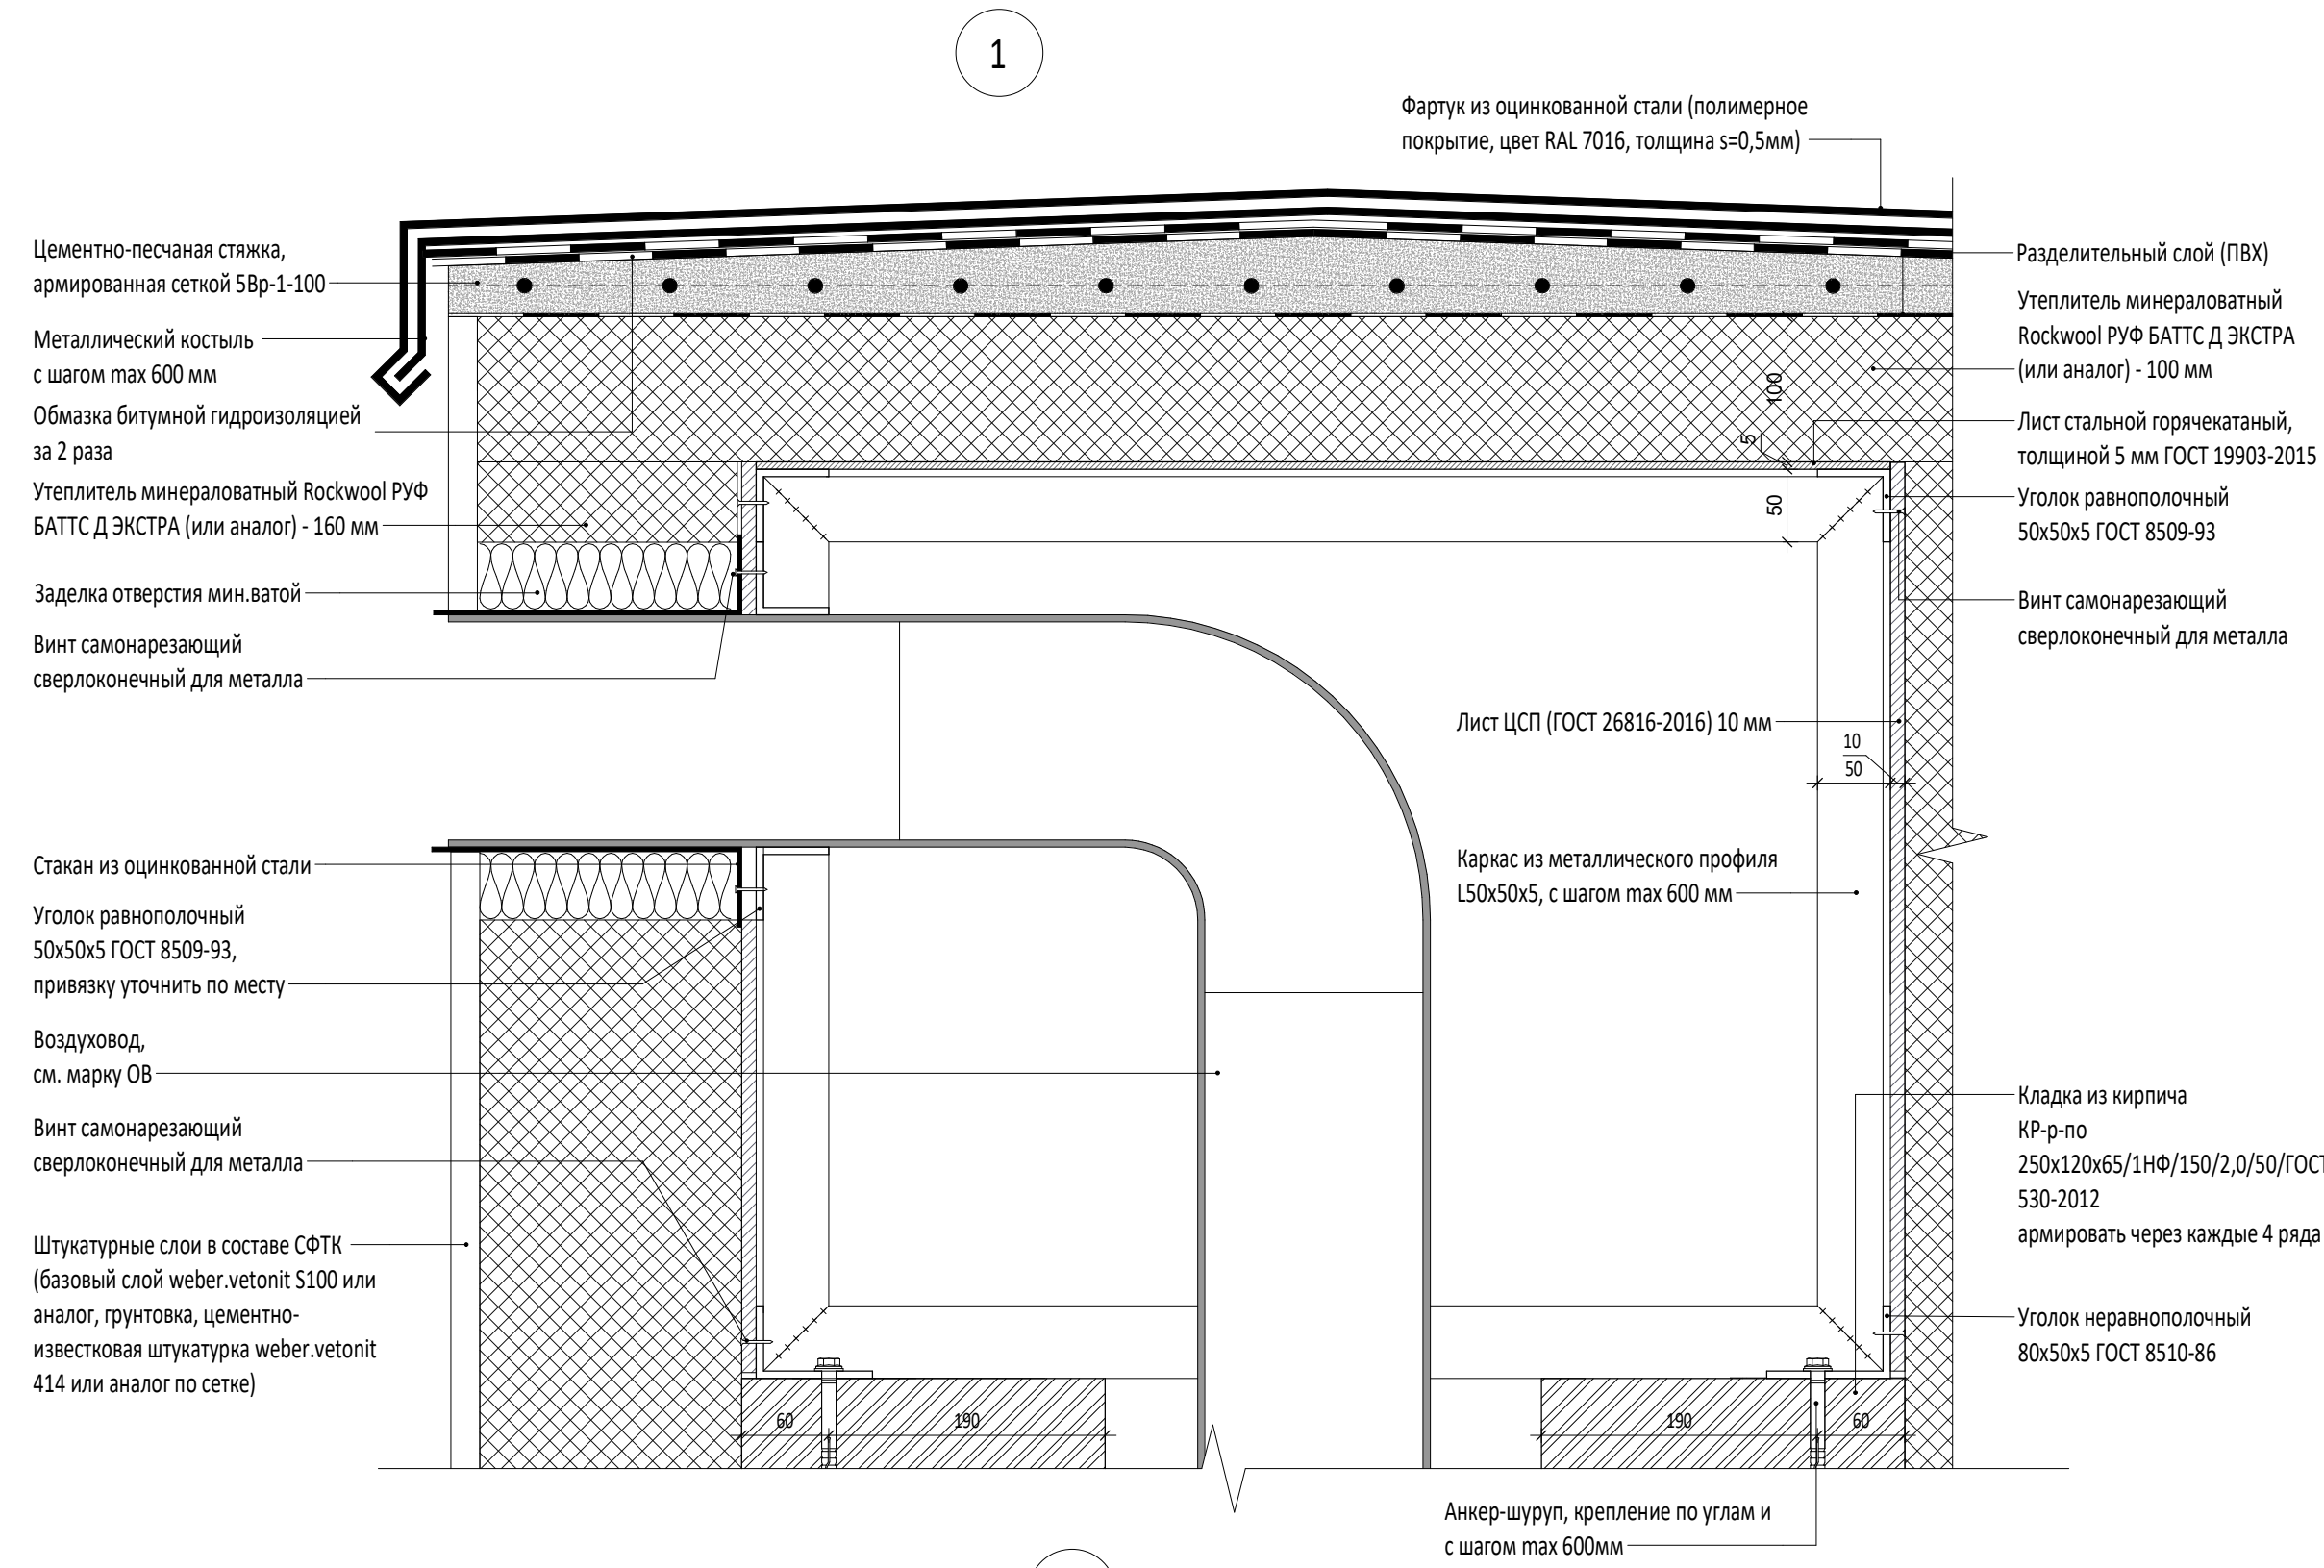 1
Фартук из оцинкованной стали (полимерное
покрытие, цвет RAL 7016, толщина s=0,5мм)
Цементно-песчаная стяжка,
армированная сеткой 5Вр-1-100
Металлический костыль
с шагом max 600 мм
Обмазка битумной гидроизоляцией
за 2 раза
Утеплитель минераловатный Rockwool РУФ
БАТТС Д ЭКСТРА (или аналог) - 160 мм
Заделка отверстия мин.ватой
Винт самонарезающий
сверлоконечный для металла
Стакан из оцинкованной стали
Уголок равнополочный
50х50х5 ГОСТ 8509-93,
привязку уточнить по месту
Воздуховод,
см. марку ОВ
Винт самонарезающий
сверлоконечный для металла
Штукатурные слои в составе СФТК
(базовый слой weber.vetonit S100 или
аналог, грунтовка, цементно-
известковая штукатурка weber.vetonit
414 или аналог по сетке)
100
5
50
Лист ЦСП (ГОСТ 26816-2016) 10 мм
10
50
Каркас из металлического профиля
L50х50х5, с шагом max 600 мм
60
190
190
60
Анкер-шуруп, крепление по углам и
с шагом max 600мм
Разделительный слой (ПВХ)
Утеплитель минераловатный
Rockwool РУФ БАТТС Д ЭКСТРА
(или аналог) - 100 мм
Лист стальной горячекатаный,
толщиной 5 мм ГОСТ 19903-2015
Уголок равнополочный
50х50х5 ГОСТ 8509-93
Винт самонарезающий
сверлоконечный для металла
Кладка из кирпича
КР-р-по
250х120х65/1НФ/150/2,0/50/ГОСТ
530-2012
армировать через каждые 4 ряда
Уголок неравнополочный
80х50х5 ГОСТ 8510-86